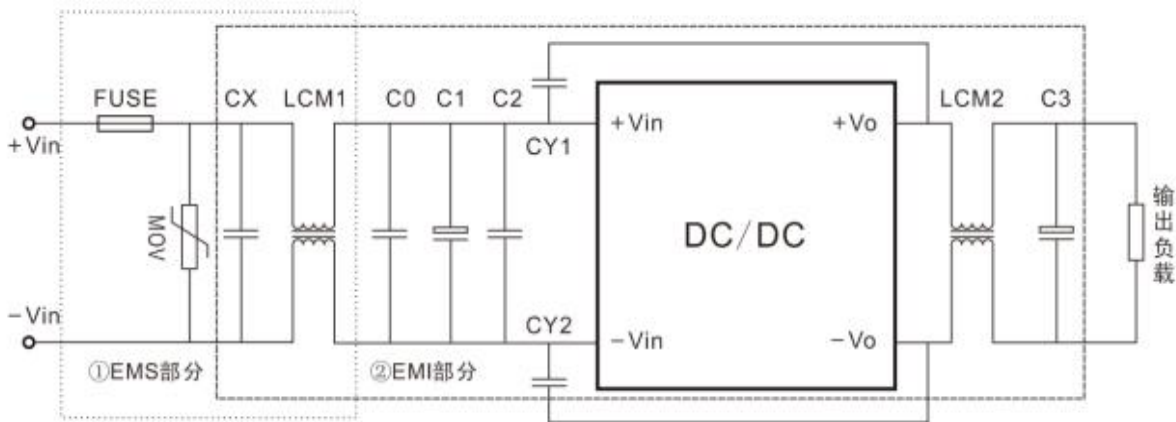 FUSE
CX
LCM1
C0
C1
C2
LCM2
C3
+Vin
CY1
+Vin
+Vo
MOV
DC/DC
输出负载
-Vin
CY2
-Vin
-Vo
①EMS部分
②EMI部分